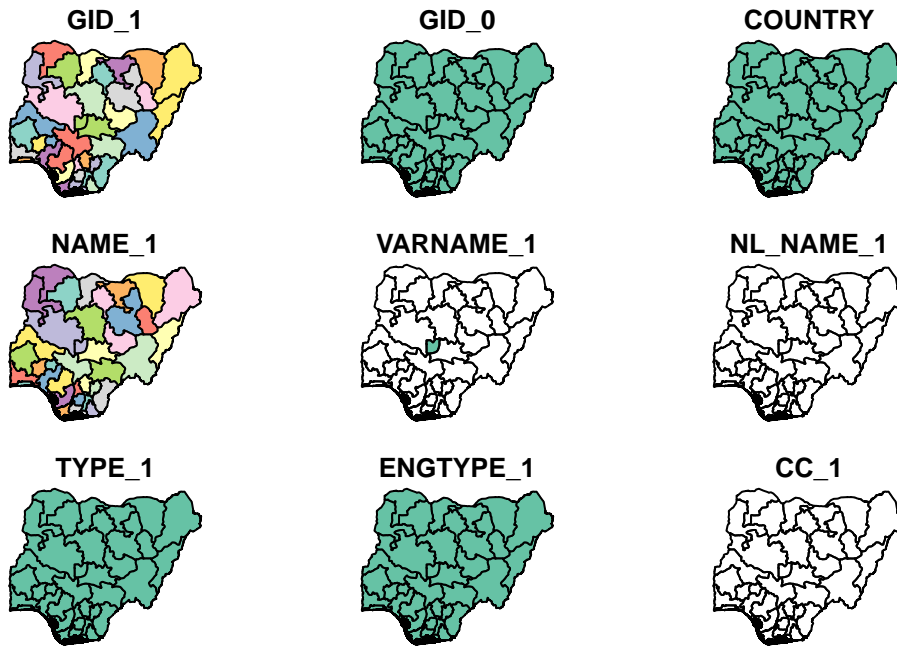 GID_1
GID_0
COUNTRY
NAME_1
VARNAME_1
NL_NAME_1
TYPE_1
ENGTYPE_1
CC_1